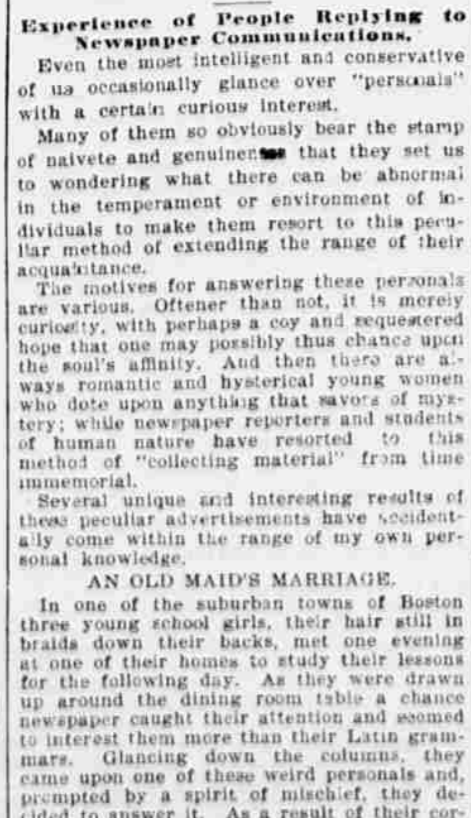 Experience of People Replying to
Newspaper Communications.
Even the most intelligent and conservative
of us occasionally glance over "personals"
with a certain curious interest.
Many of them so obviously bear the stamp
of naivete and genuineness that they set us
to wondering what there can be abnormal
in the temperament or environment of in-
dividuals to make them resort to this pecu-
liar method of extending the range of their
acquaintance.
The motives for answering these personals
are various. Oftener than not, it is merely
curiosity, with perhaps a coy and sequestered
hope that one may possibly thus chance upon
the soul's affinity. And then there are al-
ways romantic and hysterical young women
who dote upon anything that savors of mys-
tery; while newspaper reporters and students
of human nature have resorted to this
method of "collecting material" from time
immemorial.
Several unique and interesting results of
these peculiar advertisements have accident-
ally come within the range of my own per-
sonal knowledge.
AN OLD MAID'S MARRIAGE.
In one of the suburban towns of Boston
three young school girls, their hair still in
braids down their backs, met one evening
at one of their homes to study their lessons
for the following day. As they were drawn
up around the dining room table a chance
newspaper caught their attention and seemed
to interest them more than their Latin gram-
mars. Glancing down the columns, they
came upon one of these weird personals and,
prompted by a spirit of mischief, they de-
cided to answer it. As a result of their cor-